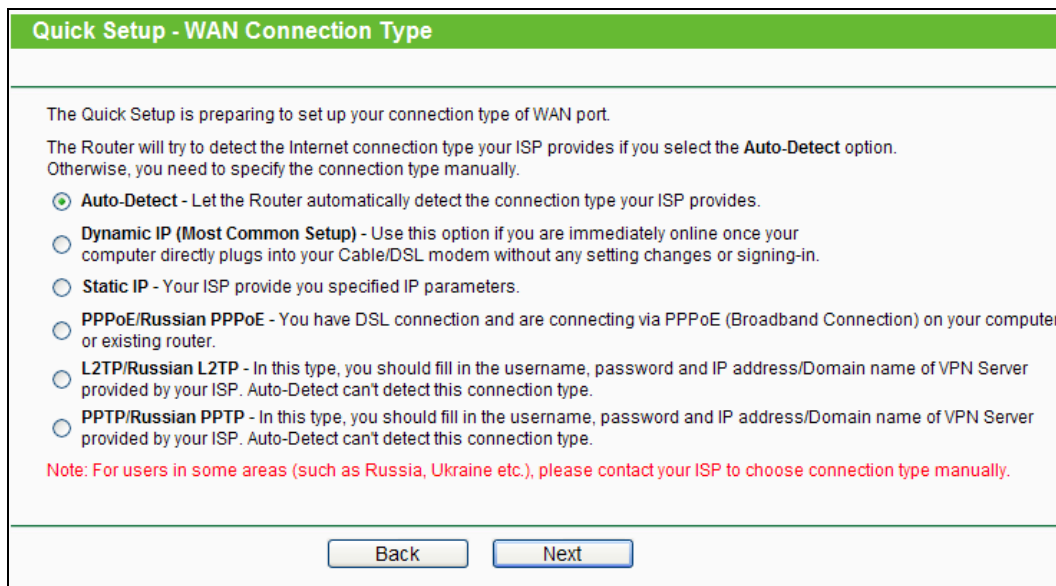 Quick Setup - WAN Connection Type
The Quick Setup is preparing to set up your connection type of WAN port.
The Router will try to detect the Internet connection type your ISP provides if you select the Auto-Detect option.
Otherwise, you need to specify the connection type manually.
Auto-Detect - Let the Router automatically detect the connection type your ISP provides.
Dynamic IP (Most Common Setup) - Use this option if you are immediately online once your
computer directly plugs into your Cable/DSL modem without any setting changes or signing-in.
Static IP - Your ISP provide you specified IP parameters.
PPPoE/Russian PPPoE - You have DSL connection and are connecting via PPPoE (Broadband Connection) on your computer
or existing router.
L2TP/Russian L2TP - In this type, you should fill in the username, password and IP address/Domain name of VPN Server
provided by your ISP. Auto-Detect can't detect this connection type.
PPTP/Russian PPTP - In this type, you should fill in the username, password and IP address/Domain name of VPN Server
provided by your ISP. Auto-Detect can't detect this connection type.
Note: For users in some areas (such as Russia, Ukraine etc.), please contact your ISP to choose connection type manually.
Back Next